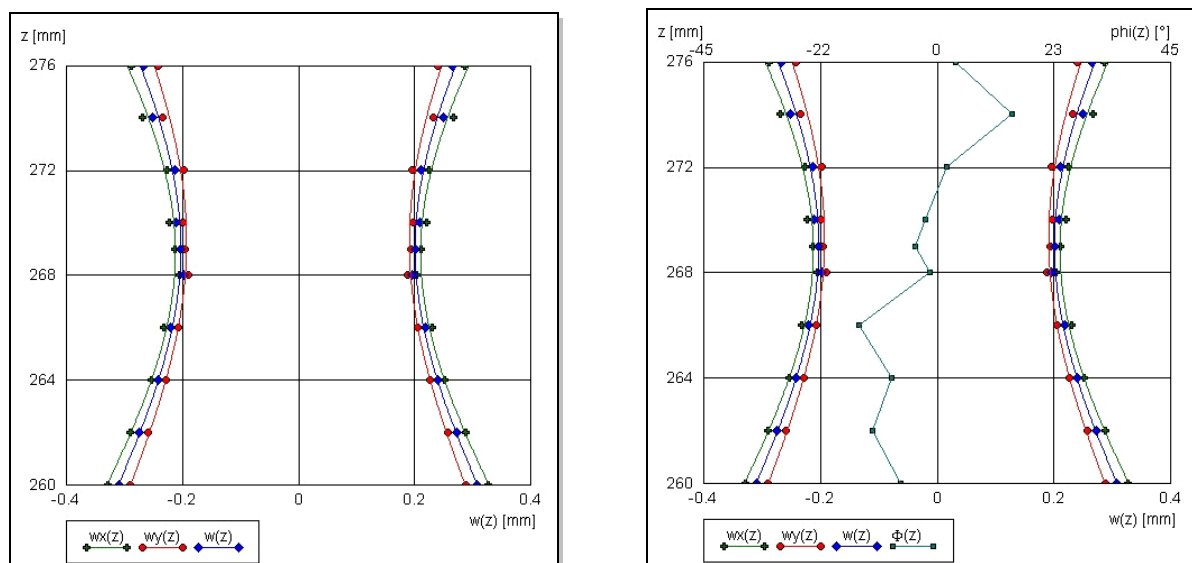 z [mm]
276
272
268
264
260
-0.4 -0.2 0 0.2 0.4
w(z) [mm]
wx(z) wy(z) w(z)
z [mm] phi(z) [°]
-45 -22 0 23 45
276
272
268
264
260
-0.4 -0.2 0 0.2 0.4
w(z) [mm]
wx(z) wy(z) w(z) Φ(z)